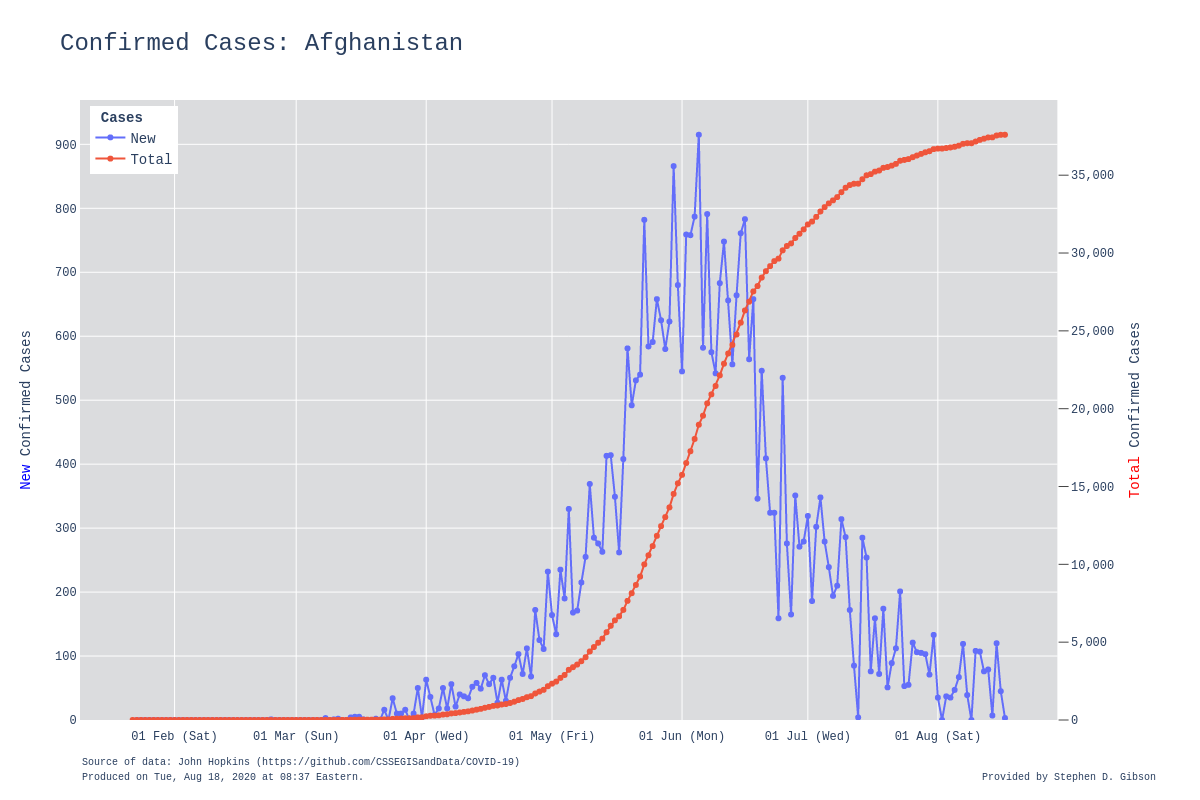 Confirmed Cases: Afghanistan
Cases
New
Total
900
800
700
600
500
400
300
200
100
0
New Confirmed Cases
35,000
30,000
25,000
20,000
15,000
10,000
5,000
0
Total Confirmed Cases
01 Feb (Sat)
01 Mar (Sun)
01 Apr (Wed)
01 May (Fri)
01 Jun (Mon)
01 Jul (Wed)
01 Aug (Sat)
Source of data: John Hopkins (https://github.com/CSSEGISandData/COVID-19)
Produced on Tue, Aug 18, 2020 at 08:37 Eastern.
Provided by Stephen D. Gibson